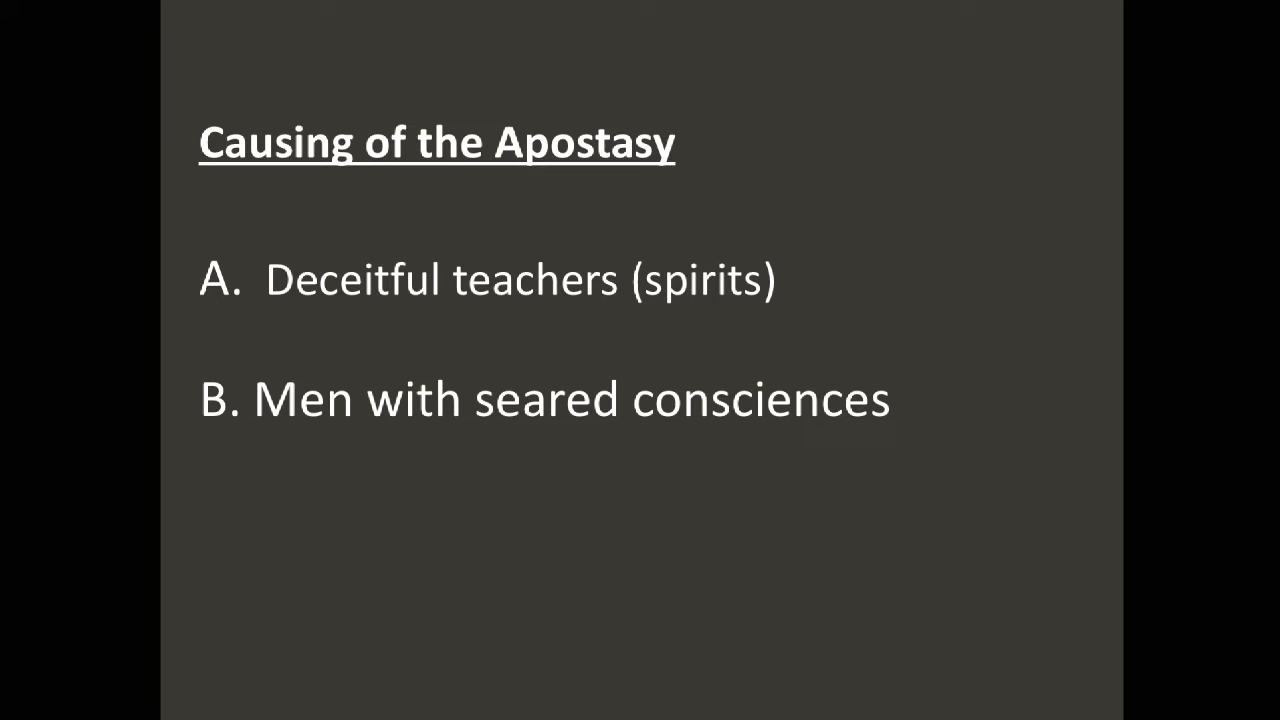 Causing of the Apostasy
A. Deceitful teachers (spirits)
B. Men with seared consciences